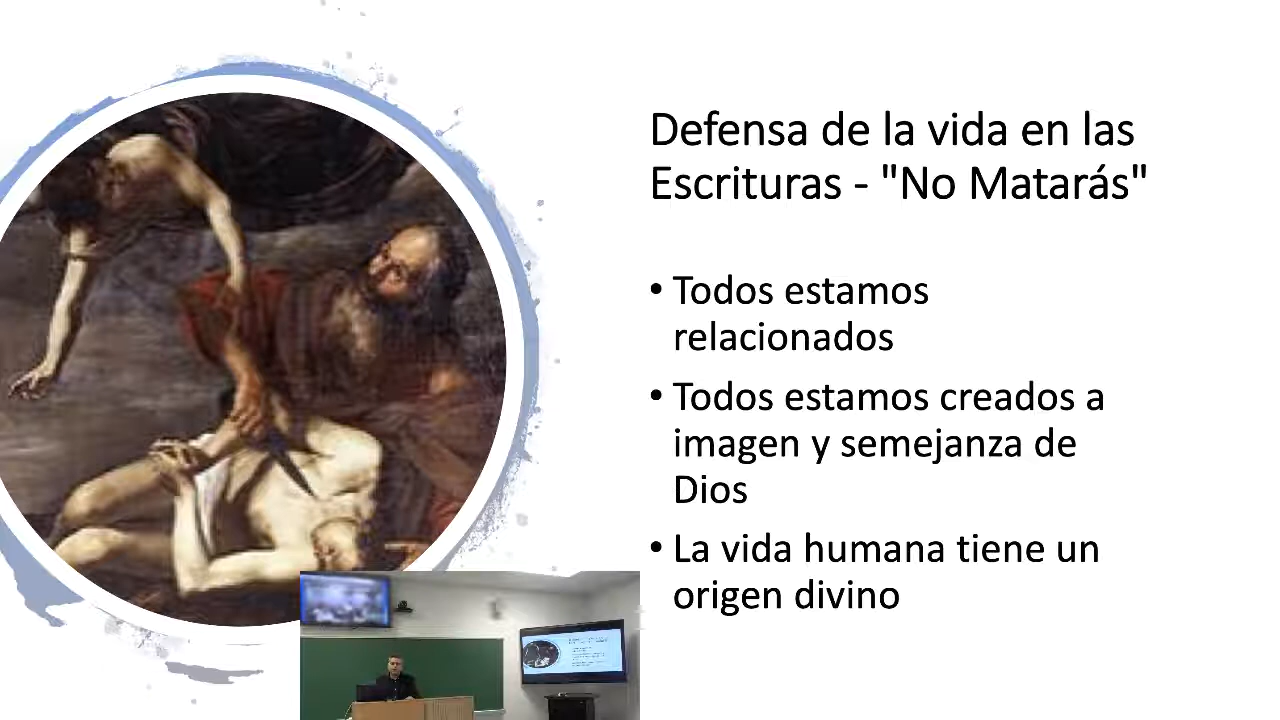 Defensa de la vida en las
Escrituras - "No Matarás"
• Todos estamos
relacionados
• Todos estamos creados a
imagen y semejanza de
Dios
• La vida humana tiene un
origen divino